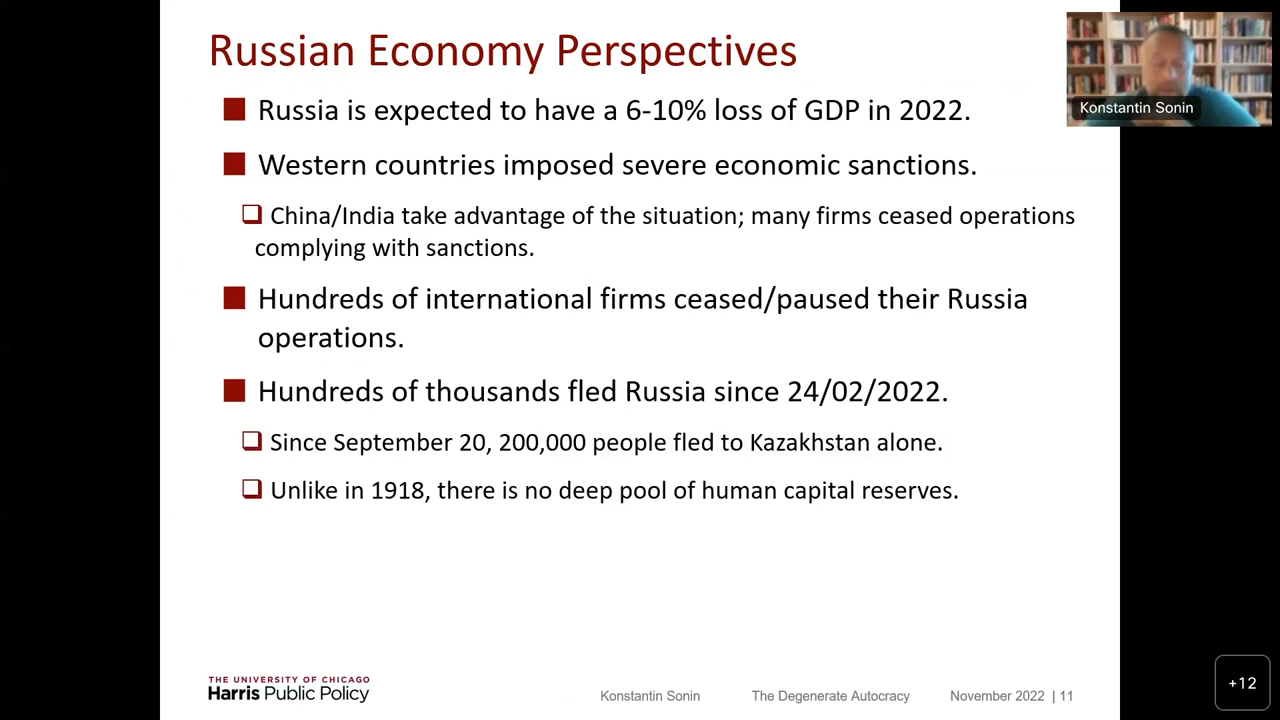 Russian Economy Perspectives
Konstantin Sonin
Russia is expected to have a 6-10% loss of GDP in 2022.
Western countries imposed severe economic sanctions.
China/India take advantage of the situation; many firms ceased operations
complying with sanctions.
Hundreds of international firms ceased/paused their Russia
operations.
Hundreds of thousands fled Russia since 24/02/2022.
Since September 20, 200,000 people fled to Kazakhstan alone.
Unlike in 1918, there is no deep pool of human capital reserves.
THE UNIVERSITY OF CHICAGO
Harris Public Policy
Konstantin Sonin The Degenerate Autocracy November 2022 | 11
+12